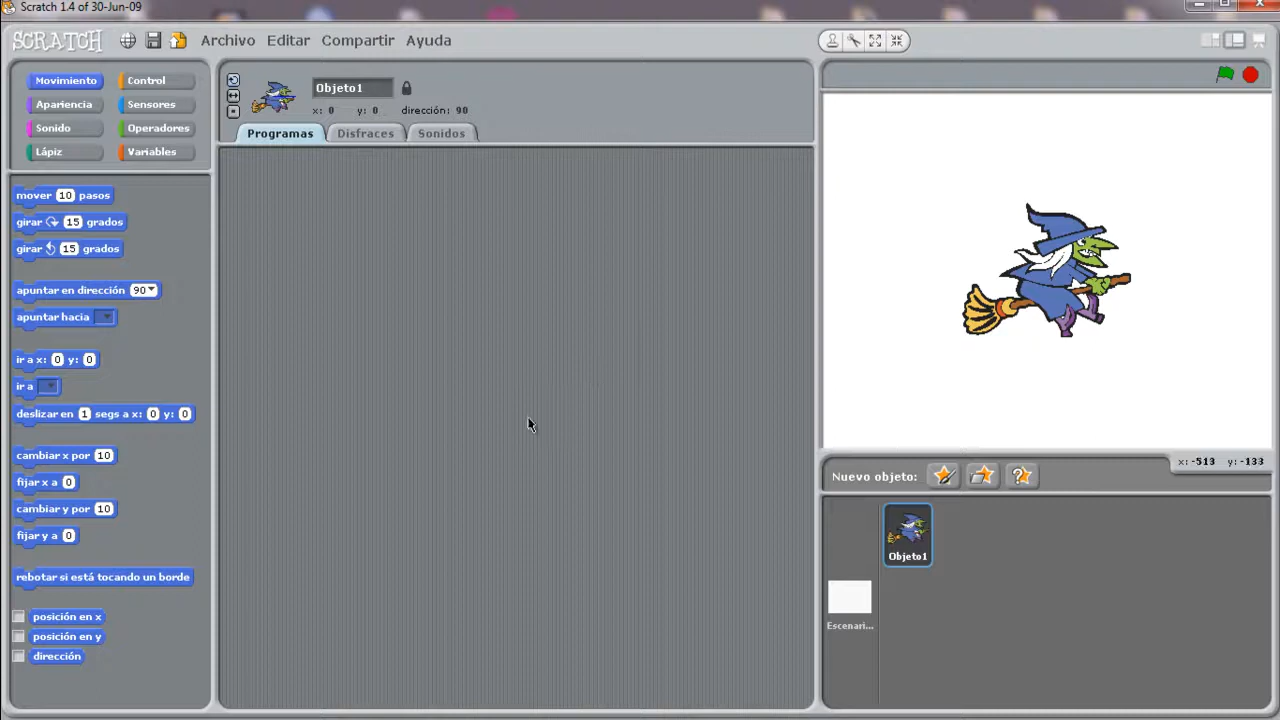 Scratch 1.4 of 30-Jun-09
SCRATCH Archivo Editar Compartir Ayuda
Movimiento Control
Apariencia Sensores
Sonido Operadores
Lápiz Variables
mover 10 pasos
girar 15 grados
girar 15 grados
apuntar en dirección 90
apuntar hacia
ir a x: 0 y: 0
ir a
deslizar en 1 segs a x: 0 y: 0
cambiar x por 10
fijar x a 0
cambiar y por 10
fijar y a 0
rebotar si está tocando un borde
posición en x
posición en y
dirección
Objeto1
x: 0 y: 0 dirección: 90
Programas Disfraces Sonidos
x: -513 y: -133
Nuevo objeto:
Objeto1
Escenari...